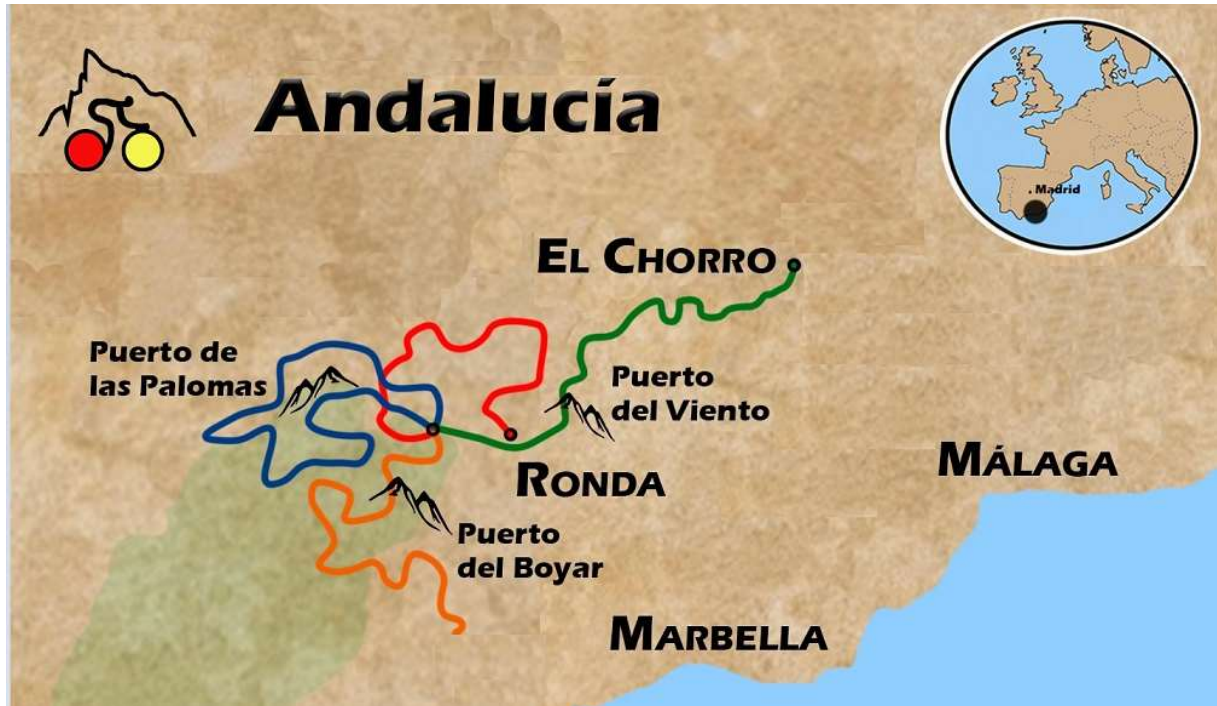 Andalucía
Madrid
EL CHORRO
Puerto de
las Palomas
Puerto
del Viento
MÁLAGA
RONDA
Puerto
del Boyar
MARBELLA